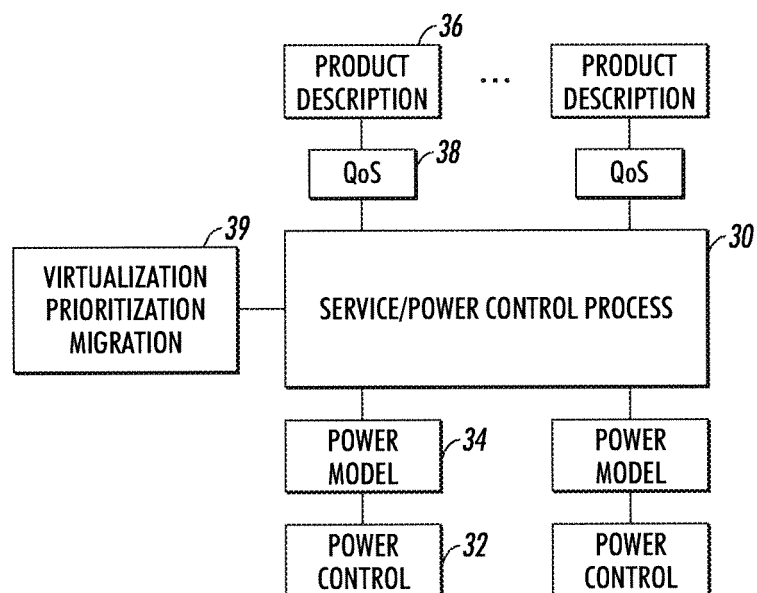 36
PRODUCT
DESCRIPTION
...
PRODUCT
DESCRIPTION
38
QoS
QoS
39
VIRTUALIZATION
PRIORITIZATION
MIGRATION
30
SERVICE/POWER CONTROL PROCESS
POWER
MODEL
34
POWER
MODEL
POWER
CONTROL
32
POWER
CONTROL